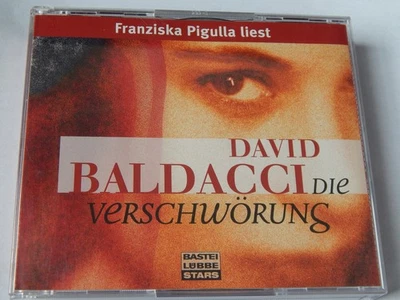 Franziska Pigulla liest
DAVID
BALDACCI DIE
VERSCHWÖRUNG
BASTEI
LÜBBE
STARS